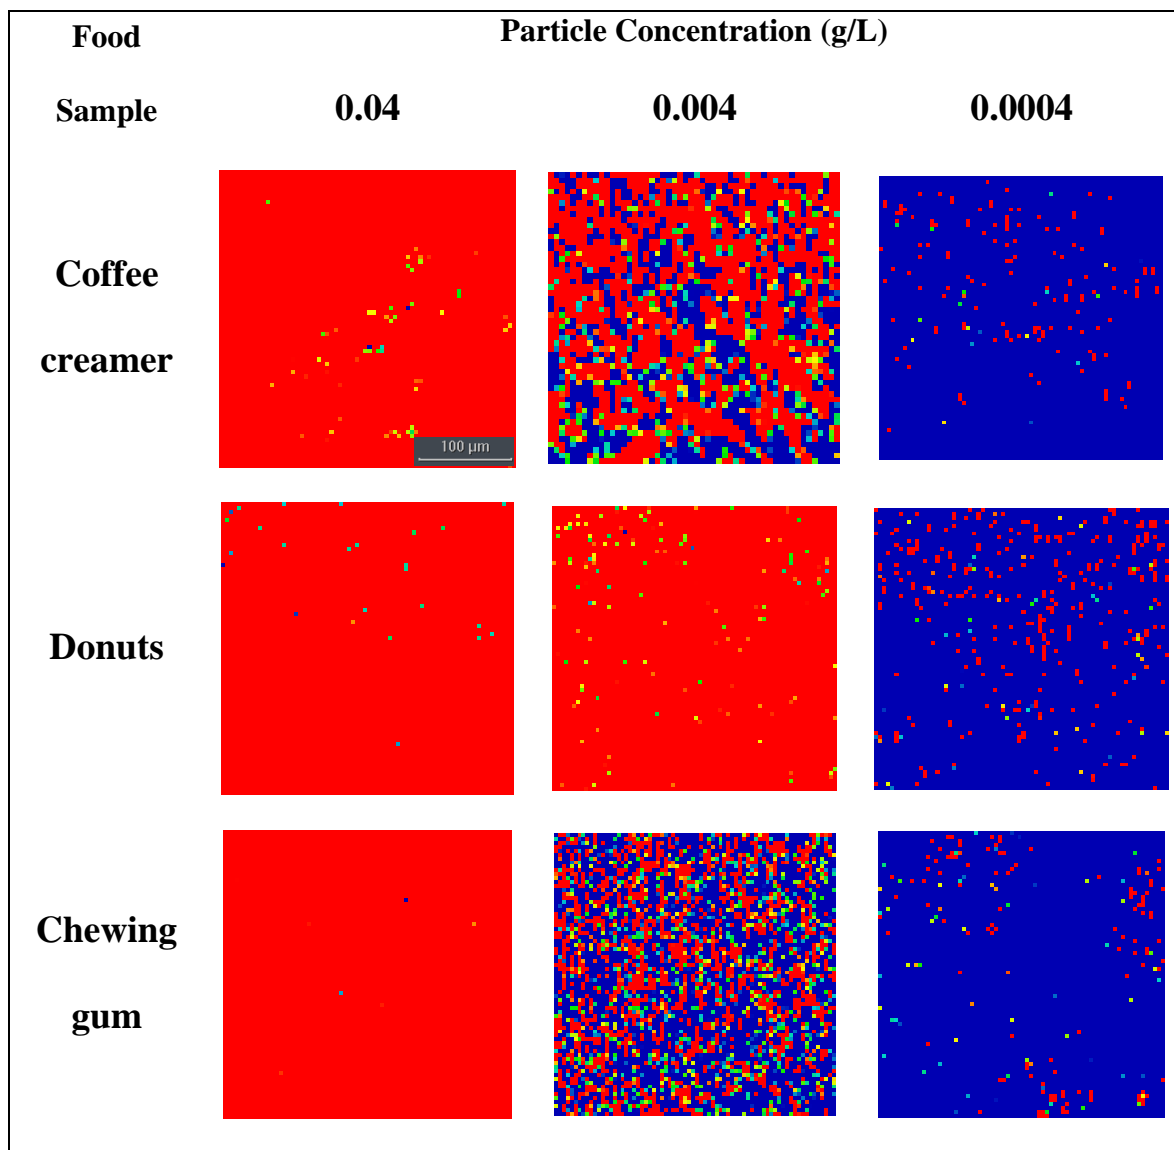 Food
Particle Concentration (g/L)
Sample
0.04
0.004
0.0004
Coffee
creamer
100 µm
Donuts
Chewing
gum